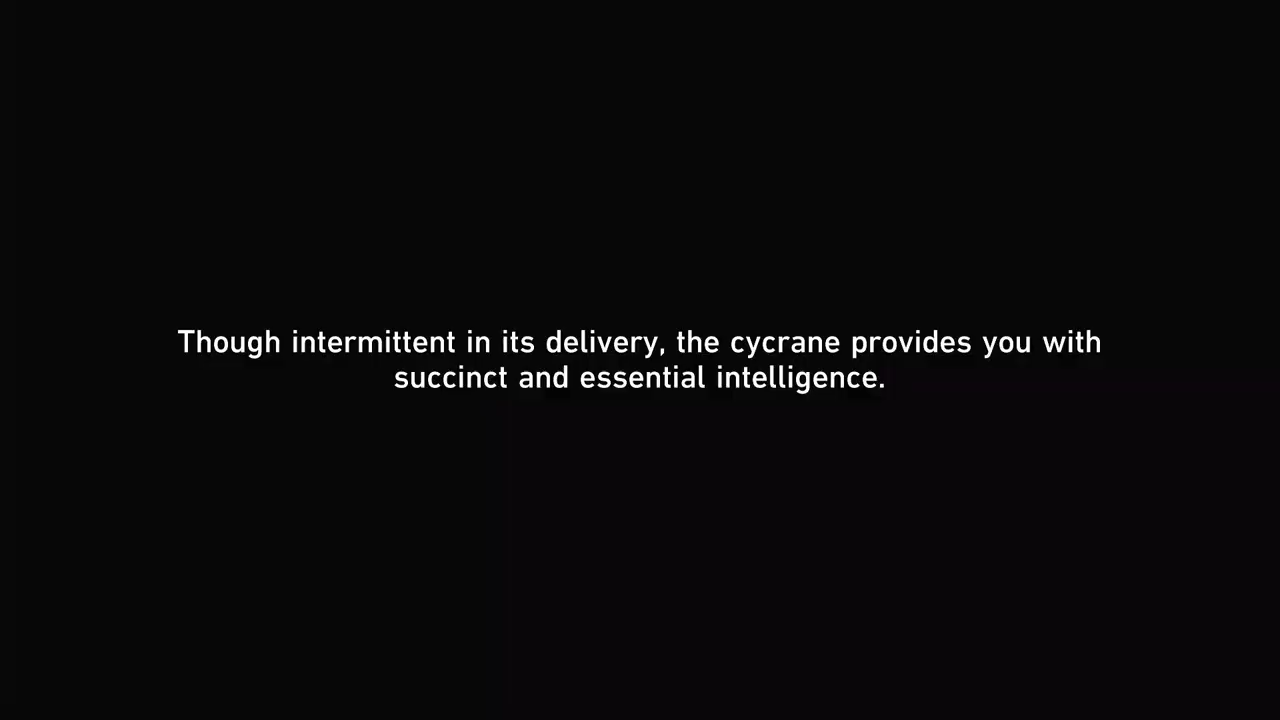 Though intermittent in its delivery, the cycrane provides you with
succinct and essential intelligence.